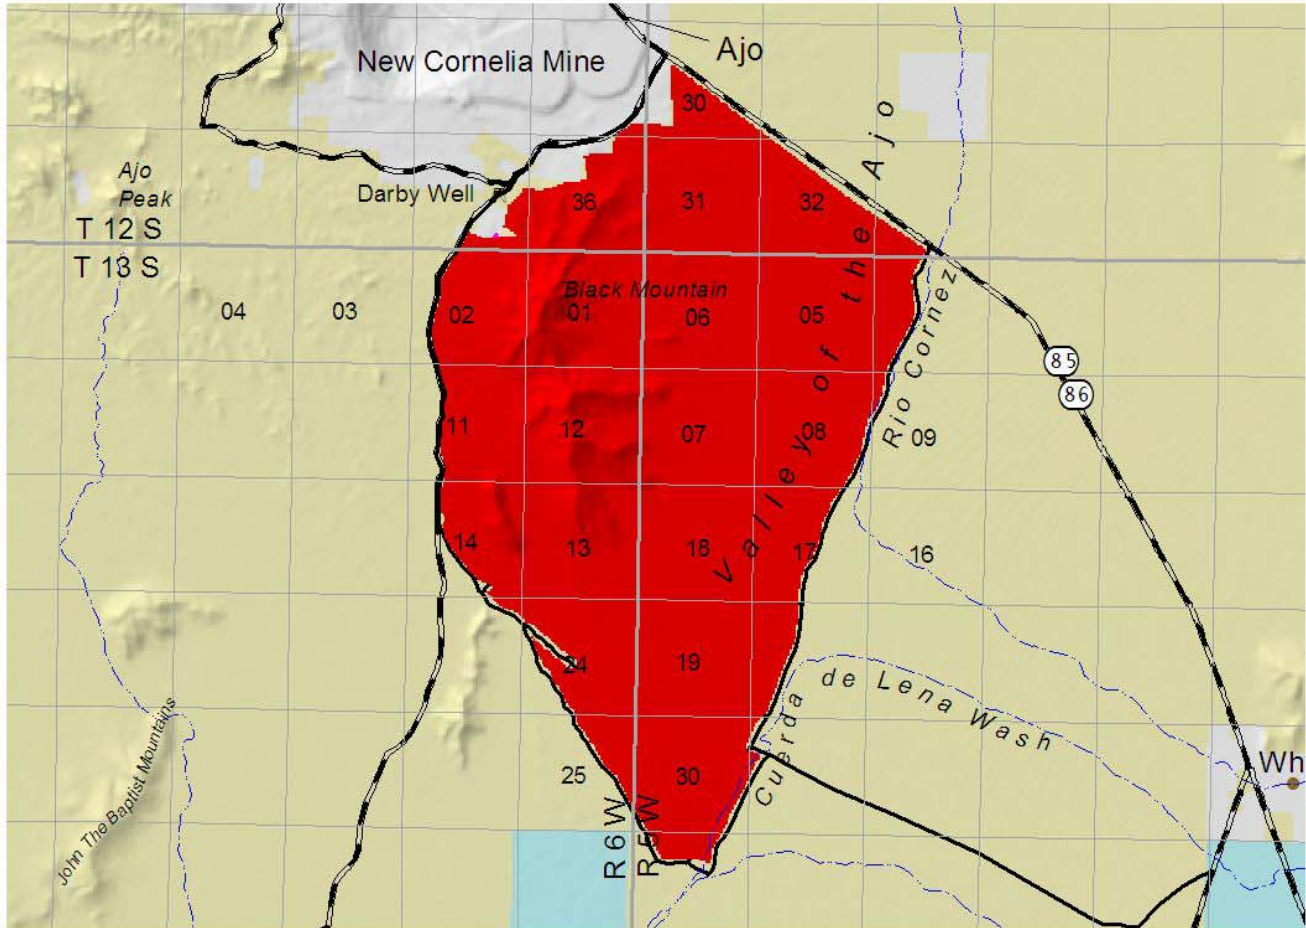 New Cornelia Mine
Ajo
30
Ajo
Peak
Darby Well
36
31
32
T 12 S
T 13 S
Valley of the Ajo
04
03
02
Black Mountain
01
06
05
Rio Cornez
85
86
11
12
07
08
09
14
13
18
17
16
24
19
Cuerda de Lena Wash
John The Baptist Mountains
25
30
R 6 W
R 5 W
Wh